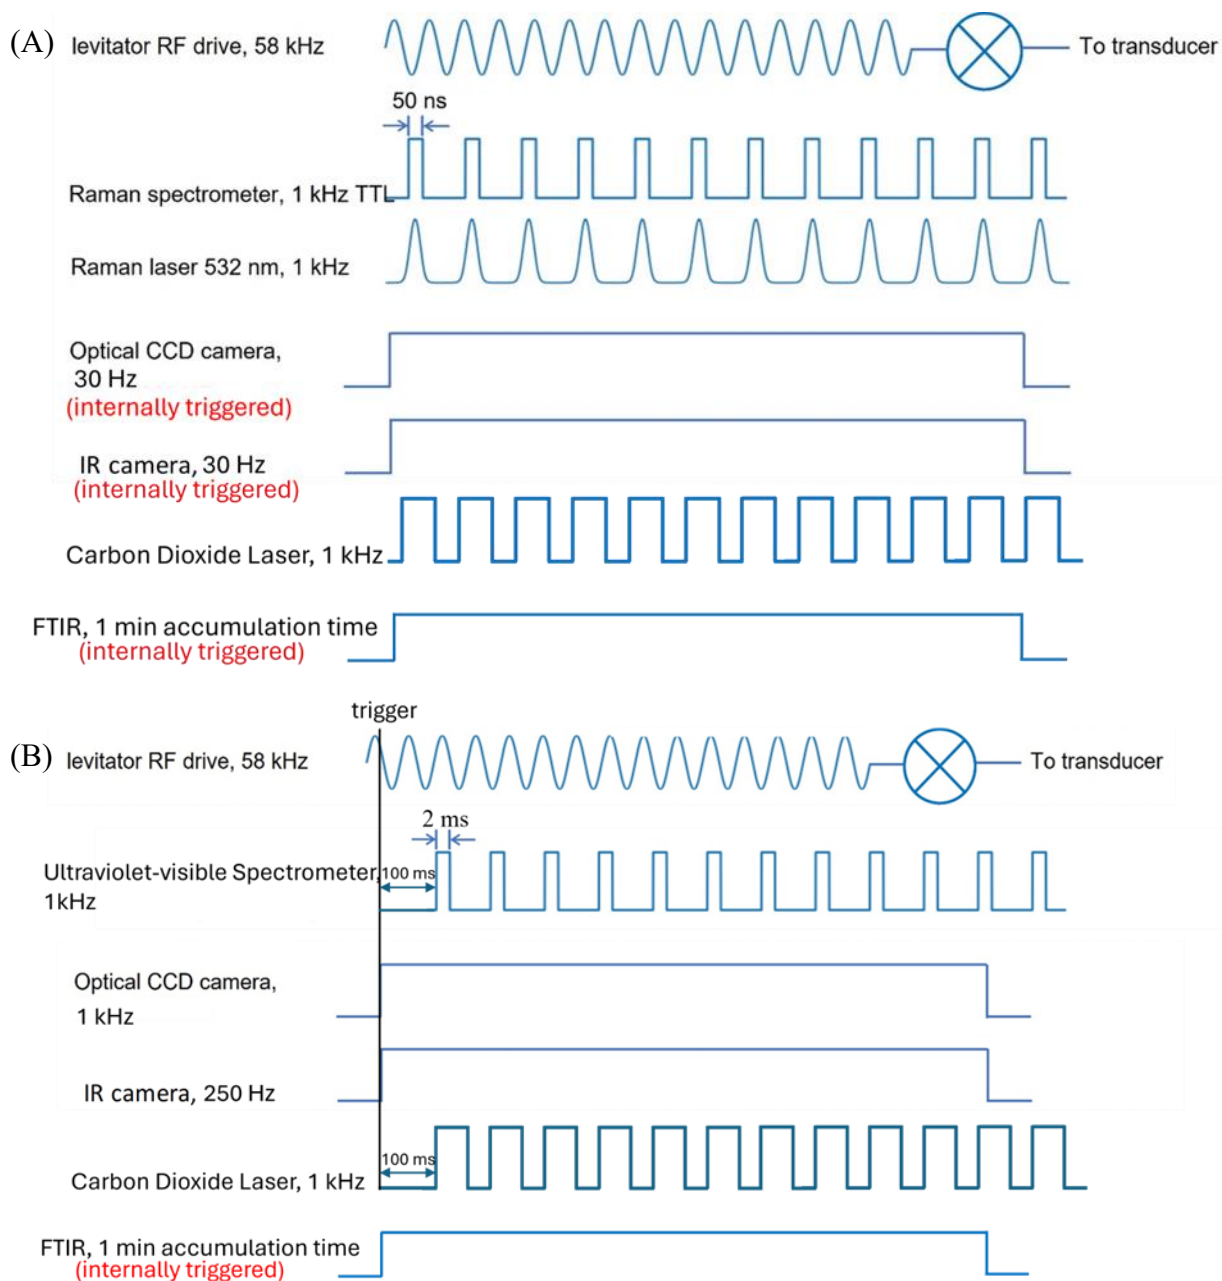 (A)
levitator RF drive, 58 kHz
To transducer
50 ns
Raman spectrometer, 1 kHz TTL
Raman laser 532 nm, 1 kHz
Optical CCD camera,
30 Hz
(internally triggered)
IR camera, 30 Hz
(internally triggered)
Carbon Dioxide Laser, 1 kHz
FTIR, 1 min accumulation time
(internally triggered)
trigger
(B)
levitator RF drive, 58 kHz
To transducer
2 ms
Ultraviolet-visible Spectrometer,
100 ms
1kHz
Optical CCD camera,
1 kHz
IR camera, 250 Hz
100 ms
Carbon Dioxide Laser, 1 kHz
FTIR, 1 min accumulation time
(internally triggered)